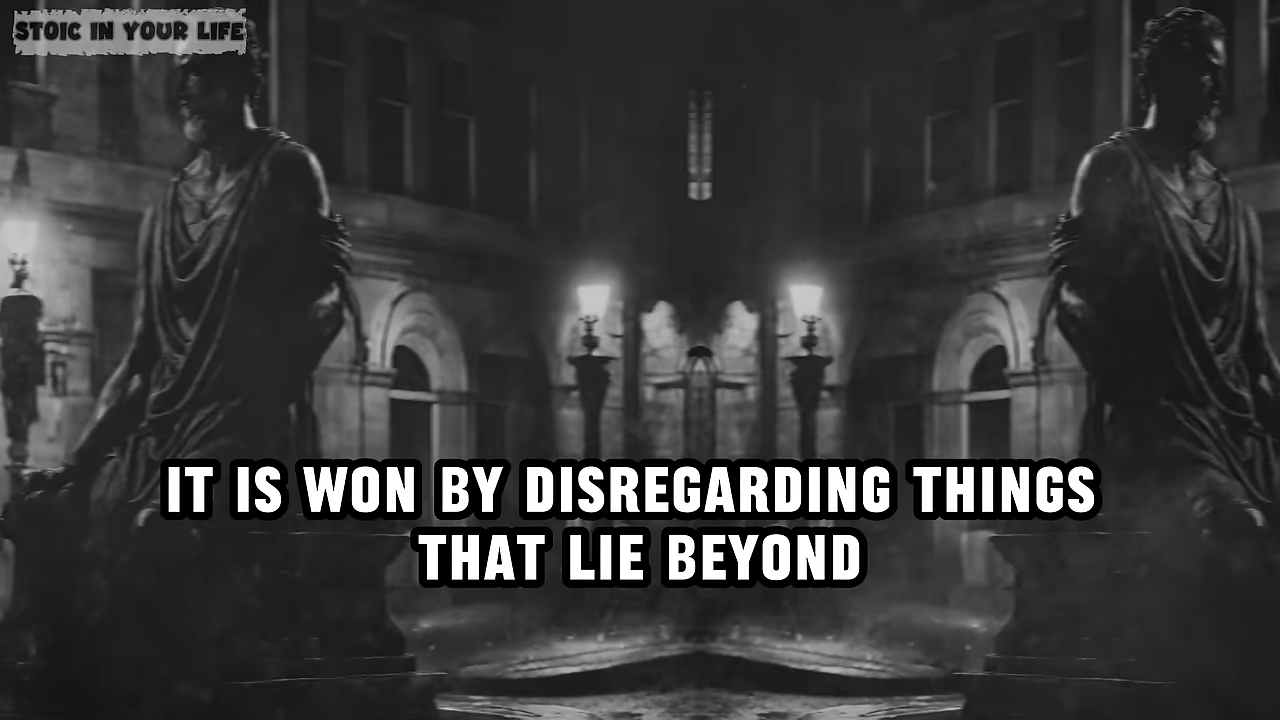 STOIC IN YOUR LIFE
IT IS WON BY DISREGARDING THINGS
THAT LIE BEYOND